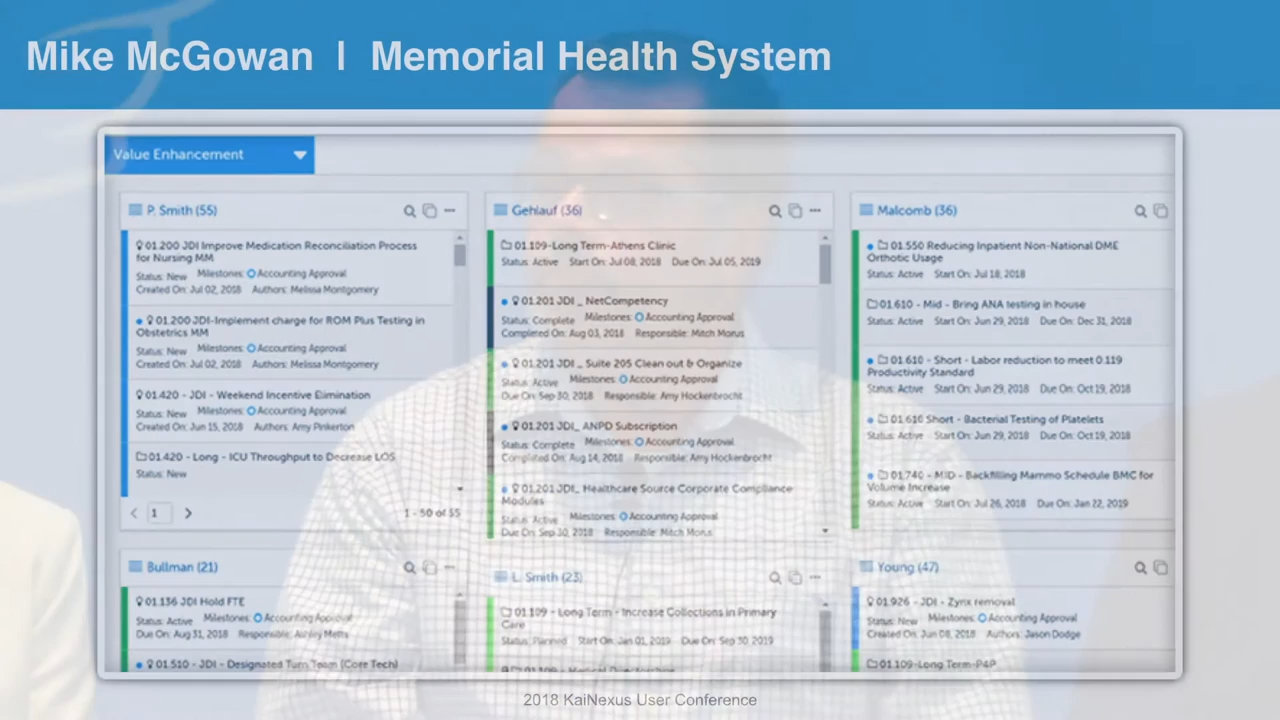 Mike McGowan | Memorial Health System
Value Enhancement
P. Smith (55)
01.200 JDI Improve Medication Reconciliation Process
for Nursing MM
Status: New Milestones: Accounting Approval
Created On: Jul 02, 2018 Authors: Melissa Montgomery
01.200 JDI-Implement charge for ROM Plus Testing in
Obstetrics MM
Status: New Milestones: Accounting Approval
Created On: Jul 02, 2018 Authors: Melissa Montgomery
01.420 - JDI - Weekend Incentive Elimination
Status: New Milestones: Accounting Approval
Created On: Jun 15, 2018 Authors: Amy Pinkerton
01.420 - Long - ICU Throughput to Decrease LOS
Status: New
1
1 - 50 of 55
Gehlauf (36)
01.109-Long Term-Athens Clinic
Status: Active Start On: Jul 08, 2018 Due On: Jul 05, 2019
01.201 JDI _ NetCompetency
Status: Complete Milestones: Accounting Approval
Completed On: Aug 03, 2018 Responsible: Mitch Morus
01.201 JDI _ Suite 205 Clean out & Organize
Status: Active Milestones: Accounting Approval
Due On: Sep 30, 2018 Responsible: Amy Hockenbrocht
01.201 JDI_ ANPD Subscription
Status: Complete Milestones: Accounting Approval
Completed On: Aug 14, 2018 Responsible: Amy Hockenbrocht
01.201 JDI_ Healthcare Source Corporate Compliance
Modules
Status: Active Milestones: Accounting Approval
Due On: Sep 30, 2018 Responsible: Mitch Morus
Malcomb (36)
01.550 Reducing Inpatient Non-National DME
Orthotic Usage
Status: Active Start On: Jul 18, 2018
01.610 - Mid - Bring ANA testing in house
Status: Active Start On: Jun 29, 2018 Due On: Dec 31, 2018
01.610 - Short - Labor reduction to meet 0.119
Productivity Standard
Status: Active Start On: Jun 29, 2018 Due On: Oct 19, 2018
01.610 Short - Bacterial Testing of Platelets
Status: Active Start On: Jun 29, 2018 Due On: Oct 19, 2018
01.740 - MID - Backfilling Mammo Schedule BMC for
Volume Increase
Status: Active Start On: Jul 26, 2018 Due On: Jan 22, 2019
Bullman (21)
01.136 JDI Hold FTE
Status: Active Milestones: Accounting Approval
Due On: Aug 31, 2018 Responsible: Ashley Metts
01.510 - JDI - Designated Turn Team (Core Tech)
L. Smith (23)
01.109 - Long Term - Increase Collections in Primary
Care
Status: Planned Start On: Jan 01, 2019 Due On: Sep 30, 2019
Young (47)
01.926 - JDI - Zynx removal
Status: New Milestones: Accounting Approval
Created On: Jun 08, 2018 Authors: Jason Dodge
01.109-Long Term-P4P
2018 KaiNexus User Conference